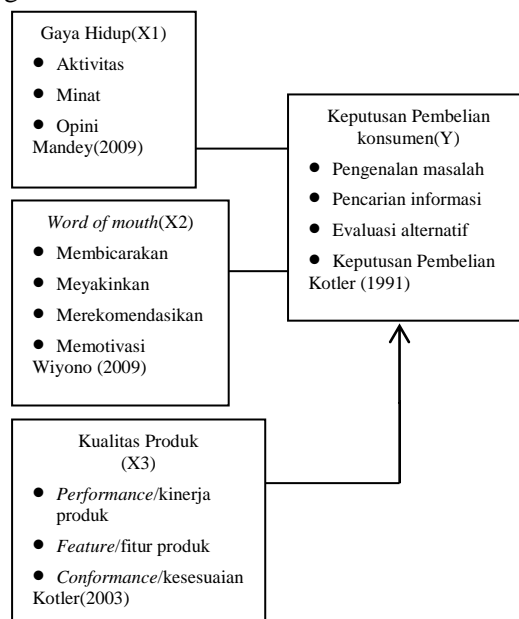 Gaya Hidup(X1)
● Aktivitas
● Minat
● Opini
Mandey(2009)
Word of mouth(X2)
● Membicarakan
● Meyakinkan
● Merekomendasikan
● Memotivasi
Wiyono (2009)
Kualitas Produk
(X3)
● Performance/kinerja
produk
● Feature/fitur produk
● Conformance/kesesuaian
Kotler(2003)
Keputusan Pembelian
konsumen(Y)
● Pengenalan masalah
● Pencarian informasi
● Evaluasi alternatif
● Keputusan Pembelian
Kotler (1991)